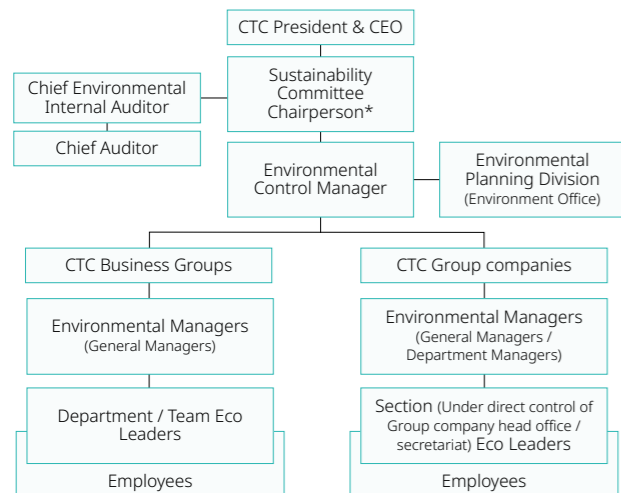 CTC President & CEO
Chief Environmental
Internal Auditor
Sustainability
Committee
Chairperson*
Chief Auditor
Environmental
Control Manager
Environmental
Planning Division
(Environment Office)
CTC Business Groups
CTC Group companies
Environmental Managers
(General Managers)
Environmental Managers
(General Managers /
Department Managers)
Department / Team Eco
Leaders
Section (Under direct control of
Group company head office /
secretariat) Eco Leaders
Employees
Employees